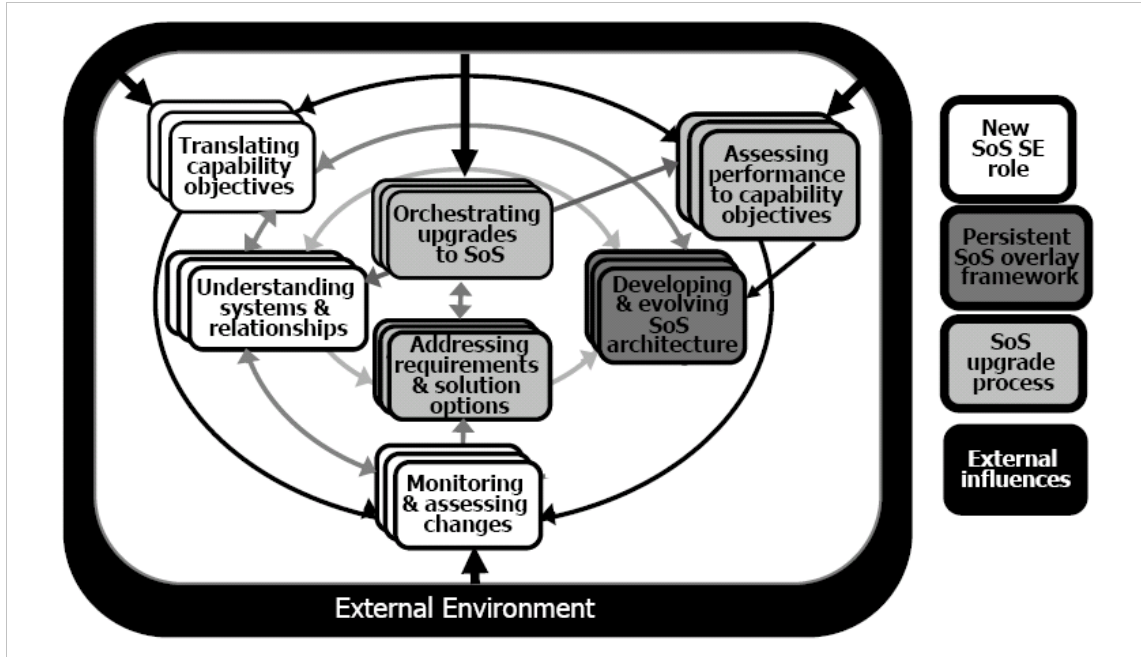 Translating
capability
objectives
Assessing
performance
to capability
objectives
Orchestrating
upgrades
to SoS
Understanding
systems &
relationships
Developing
& evolving
SoS
architecture
Addressing
requirements
& solution
options
Monitoring
& assessing
changes
External Environment
New
SoS SE
role
Persistent
SoS overlay
framework
SoS
upgrade
process
External
influences